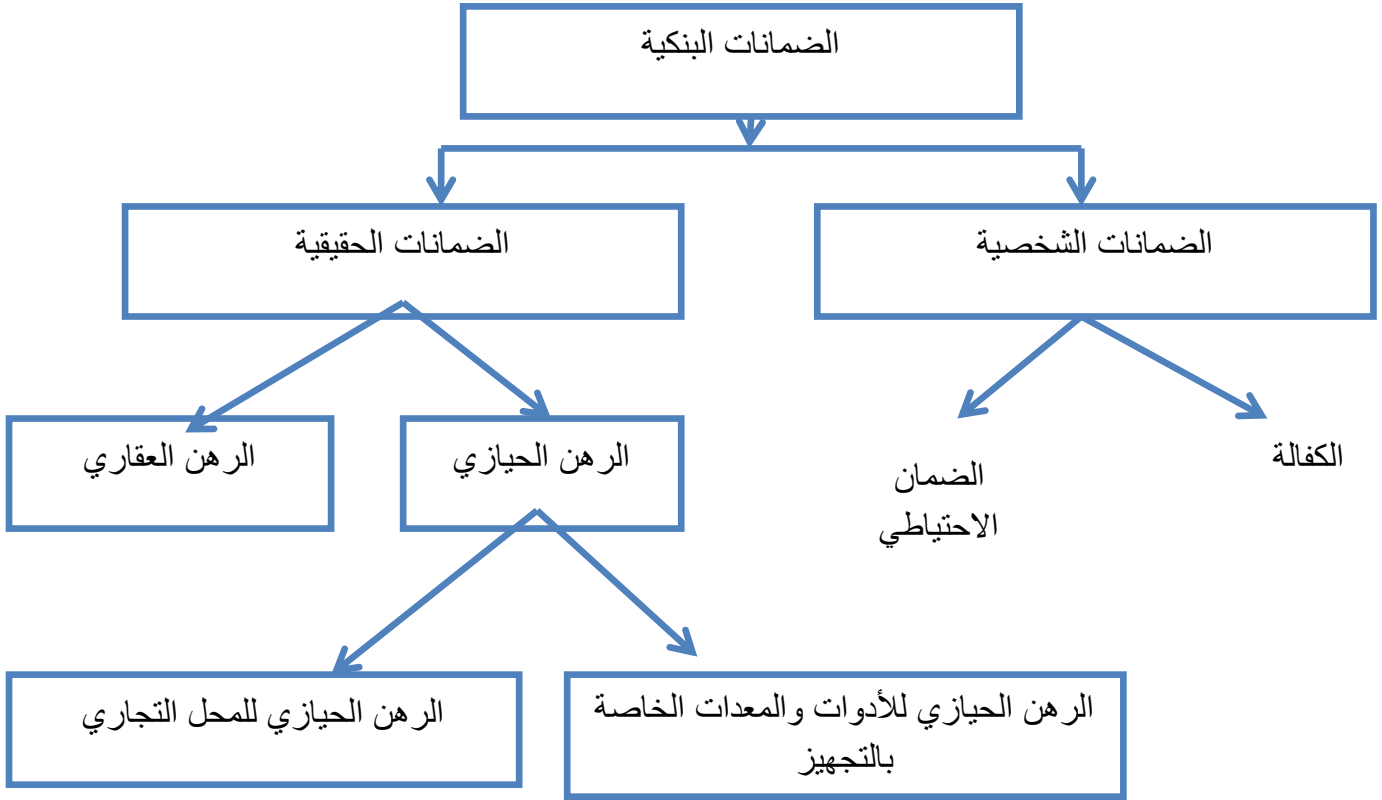 الضمانات البنكية
الضمانات الشخصية
الضمانات الحقيقية
الكفالة
الضمان
الاحتياطي
الرهن الحيازي
الرهن العقاري
الرهن الحيازي للأدوات والمعدات الخاصة
بالتجهيز
الرهن الحيازي للمحل التجاري